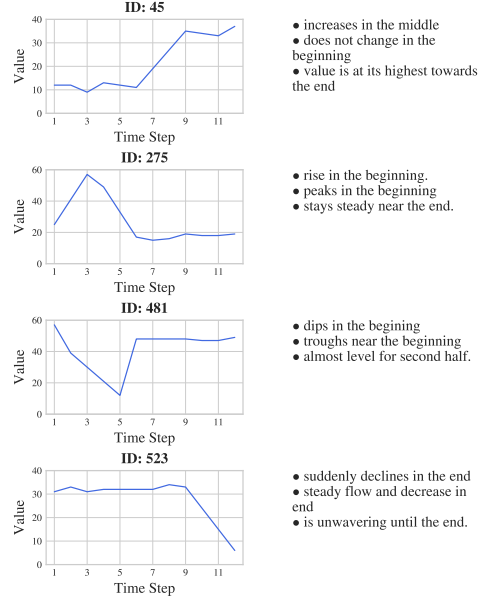 ID: 45
40
30
20
10
0
Value
1 3 5 7 9 11
Time Step
● increases in the middle
● does not change in the
beginning
● value is at its highest towards
the end
ID: 275
60
40
20
0
Value
1 3 5 7 9 11
Time Step
● rise in the beginning.
● peaks in the beginning
● stays steady near the end.
ID: 481
60
40
20
0
Value
1 3 5 7 9 11
Time Step
● dips in the begining
● troughs near the beginning
● almost level for second half.
ID: 523
40
30
20
10
0
Value
1 3 5 7 9 11
Time Step
● suddenly declines in the end
● steady flow and decrease in
end
● is unwavering until the end.